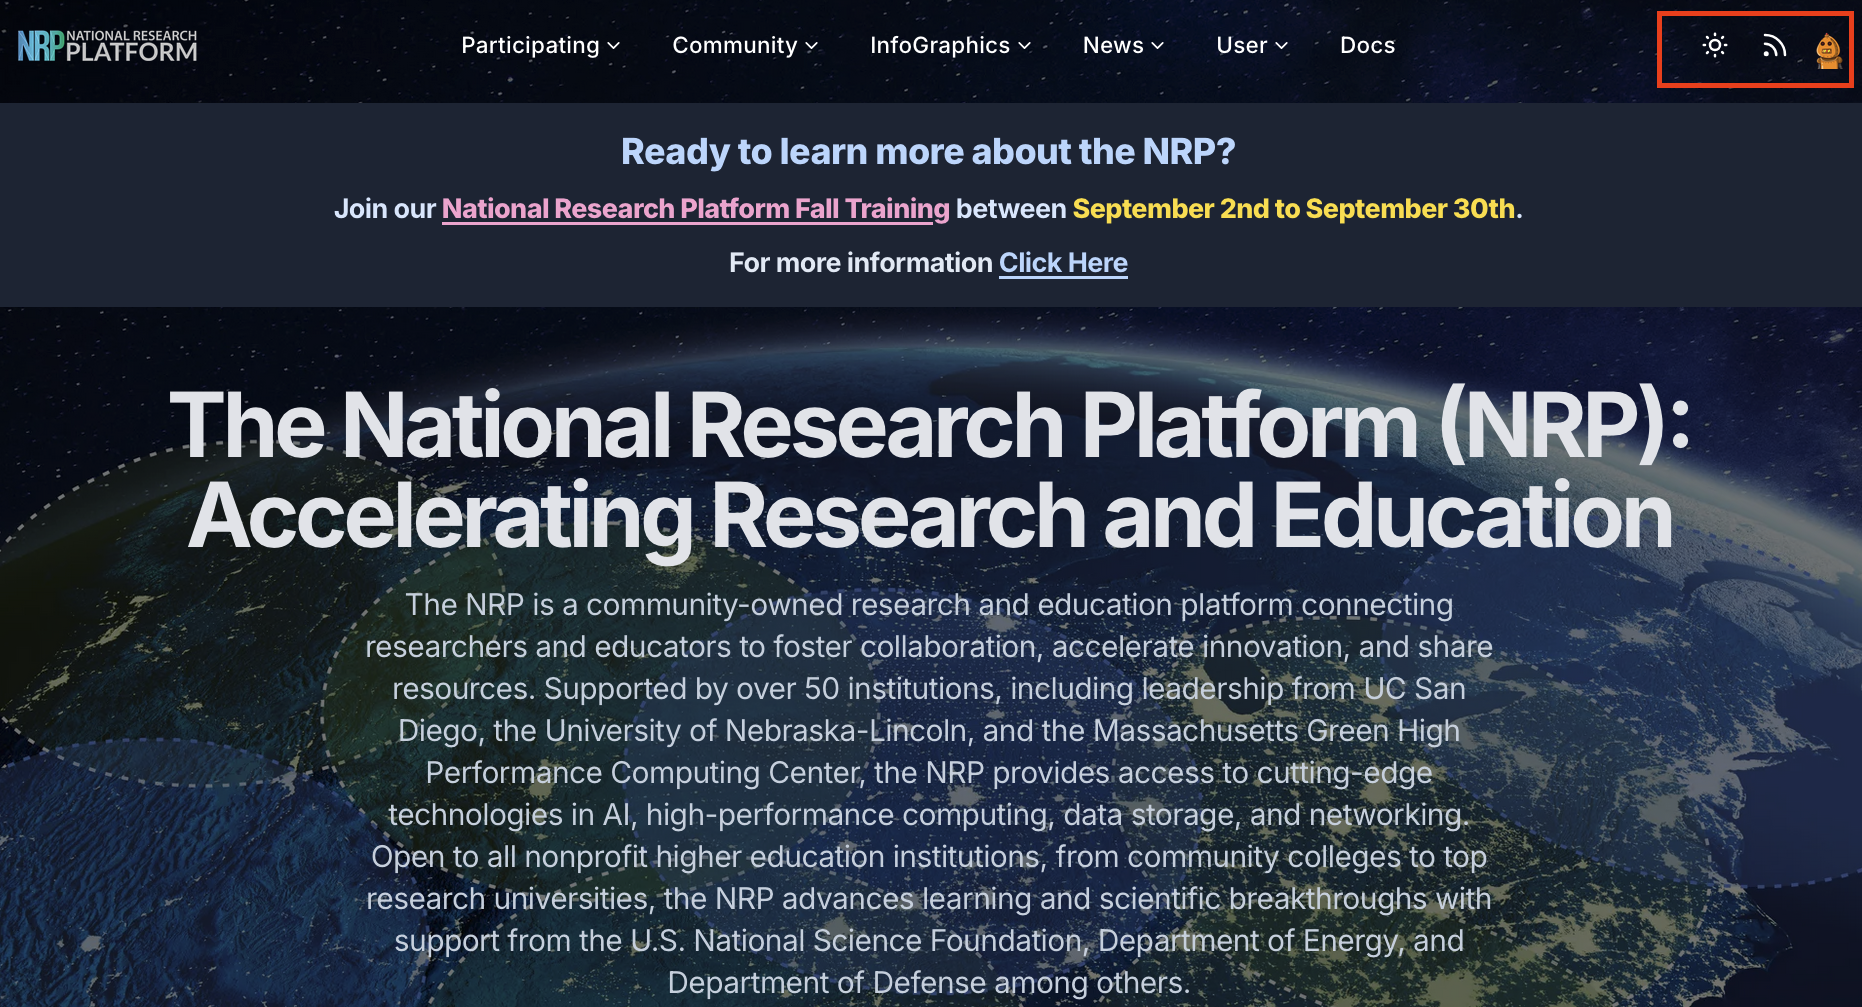 NRP NATIONAL RESEARCH
PLATFORM
Participating
Community
InfoGraphics
News
User
Docs
Ready to learn more about the NRP?
Join our National Research Platform Fall Training between September 2nd to September 30th.
For more information Click Here
The National Research Platform (NRP):
Accelerating Research and Education
The NRP is a community-owned research and education platform connecting
researchers and educators to foster collaboration, accelerate innovation, and share
resources. Supported by over 50 institutions, including leadership from UC San
Diego, the University of Nebraska-Lincoln, and the Massachusetts Green High
Performance Computing Center, the NRP provides access to cutting-edge
technologies in AI, high-performance computing, data storage, and networking.
Open to all nonprofit higher education institutions, from community colleges to top
research universities, the NRP advances learning and scientific breakthroughs with
support from the U.S. National Science Foundation, Department of Energy, and
Department of Defense among others.